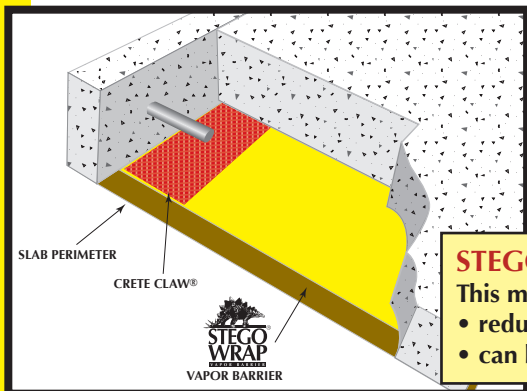 SLAB PERIMETER
CRETE CLAW®
STEGO
WRAP
VAPOR BARRIER
VAPOR BARRIER
STEGO
This m
• redu
• can